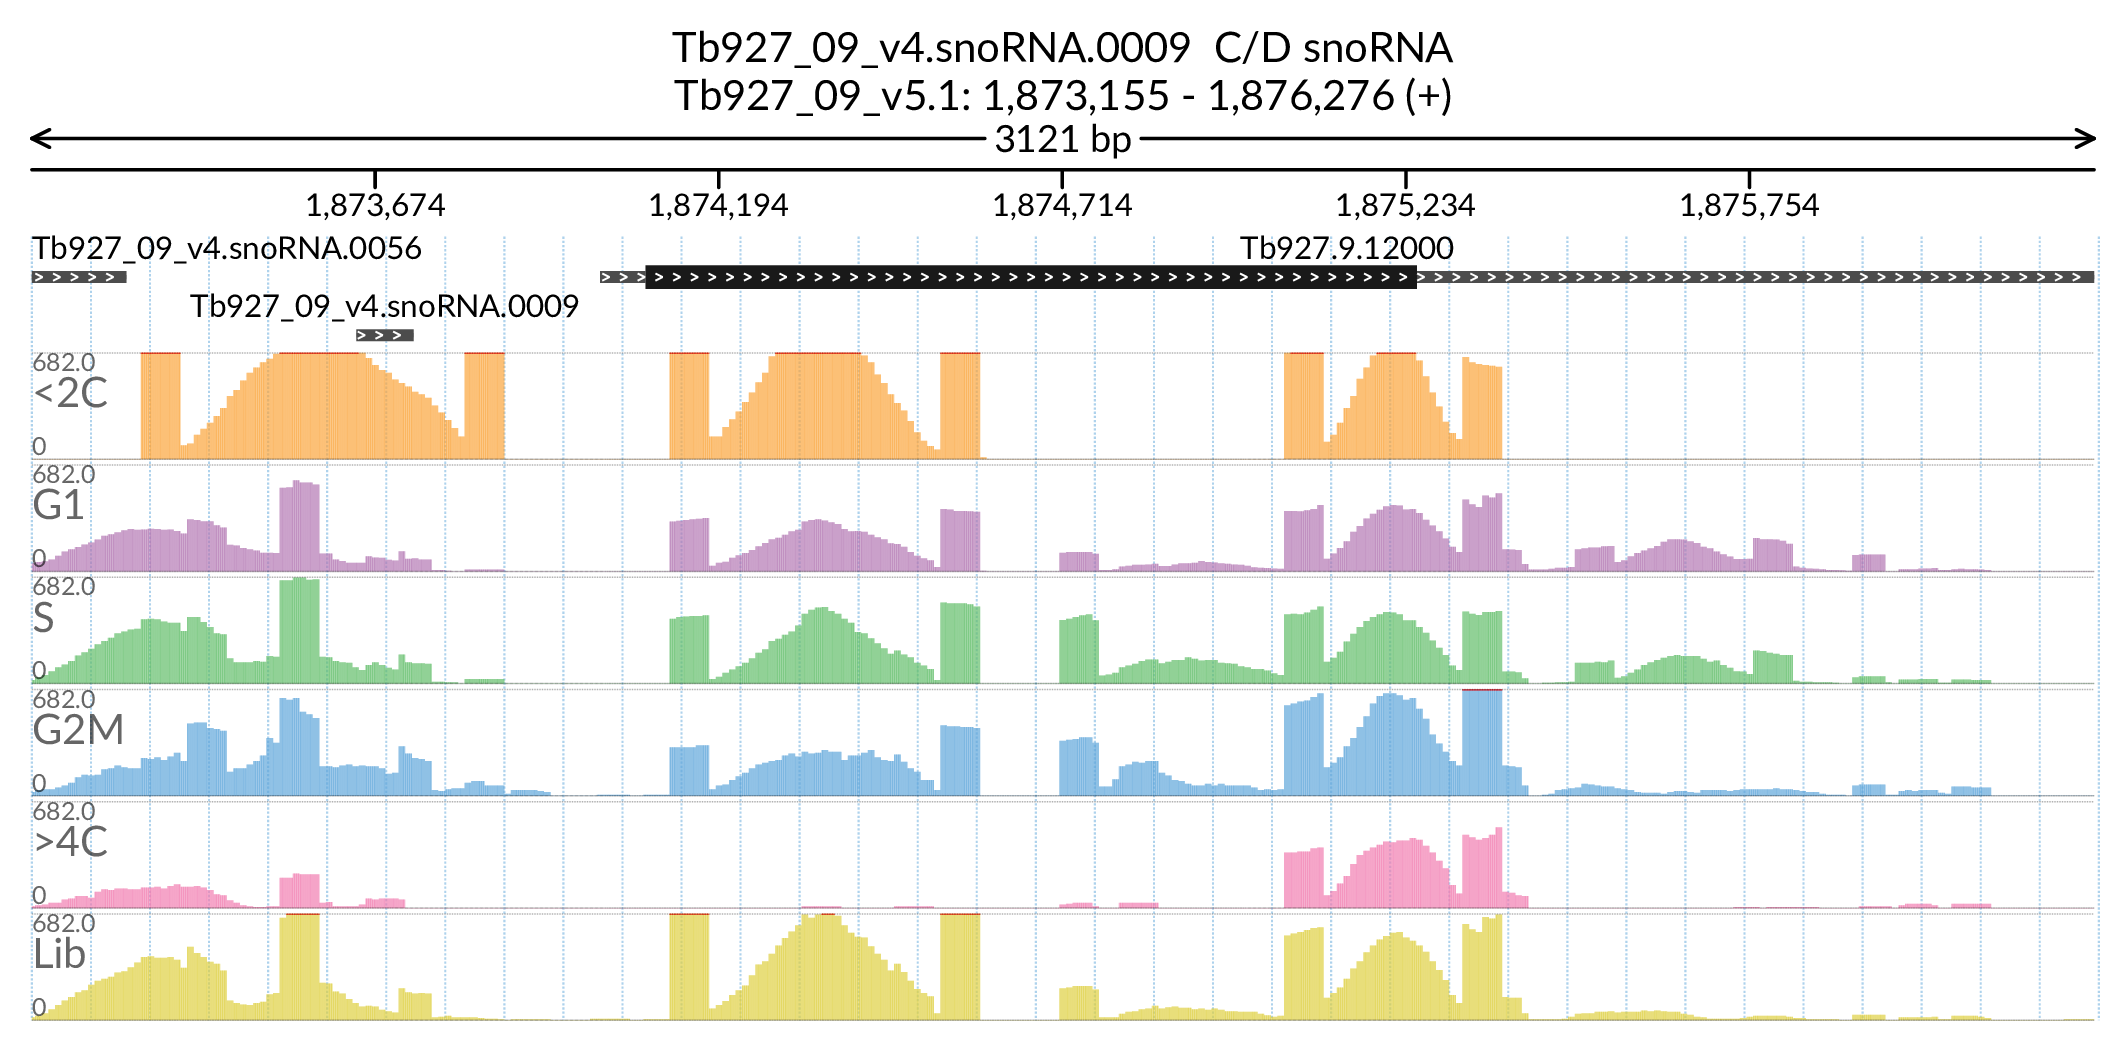 Tb927_09_v4.snoRNA.0009 C/D snoRNA
Tb927_09_v5.1: 1,873,155 - 1,876,276 (+)
3121 bp
1,873,674 1,874,194 1,874,714 1,875,234 1,875,754
Tb927_09_v4.snoRNA.0056 Tb927.9.12000
Tb927_09_v4.snoRNA.0009
682.0
<2C
0
682.0
G1
0
682.0
S
0
682.0
G2M
0
682.0
>4C
0
682.0
Lib
0